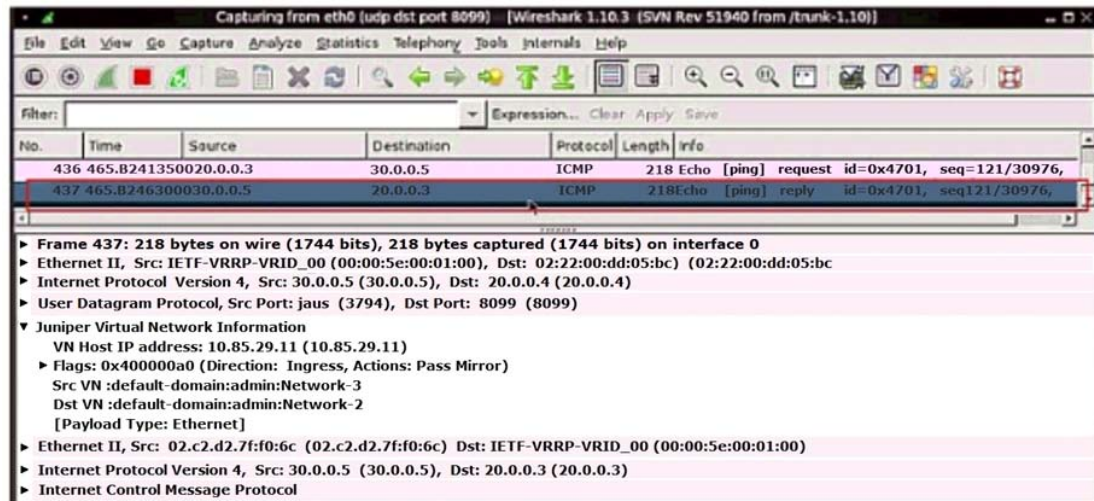 Capturing from eth0 (udp dst port 8099) [Wireshark 1.10.3 (SVN Rev 51940 from /trunk-1.10)]
File Edit View Go Capture Analyze Statistics Telephony Tools Internals Help
Filter: Expression... Clear Apply Save
No. Time Source Destination Protocol Length Info
436 465.B241350020.0.0.3 30.0.0.5 ICMP 218 Echo [ping] request id=0x4701, seq=121/30976,
437 465.B246300030.0.0.5 20.0.0.3 ICMP 218Echo [ping] reply id=0x4701, seq121/30976,
Frame 437: 218 bytes on wire (1744 bits), 218 bytes captured (1744 bits) on interface 0
Ethernet II, Src: IETF-VRRP-VRID_00 (00:00:5e:00:01:00), Dst: 02:22:00:dd:05:bc) (02:22:00:dd:05:bc
Internet Protocol Version 4, Src: 30.0.0.5 (30.0.0.5), Dst: 20.0.0.4 (20.0.0.4)
User Datagram Protocol, Src Port: jaus (3794), Dst Port: 8099 (8099)
Juniper Virtual Network Information
VN Host IP address: 10.85.29.11 (10.85.29.11)
Flags: 0x400000a0 (Direction: Ingress, Actions: Pass Mirror)
Src VN :default-domain:admin:Network-3
Dst VN :default-domain:admin:Network-2
[Payload Type: Ethernet]
Ethernet II, Src: 02.c2.d2.7f:f0:6c (02.c2.d2.7f:f0:6c) Dst: IETF-VRRP-VRID_00 (00:00:5e:00:01:00)
Internet Protocol Version 4, Src: 30.0.0.5 (30.0.0.5), Dst: 20.0.0.3 (20.0.0.3)
Internet Control Message Protocol